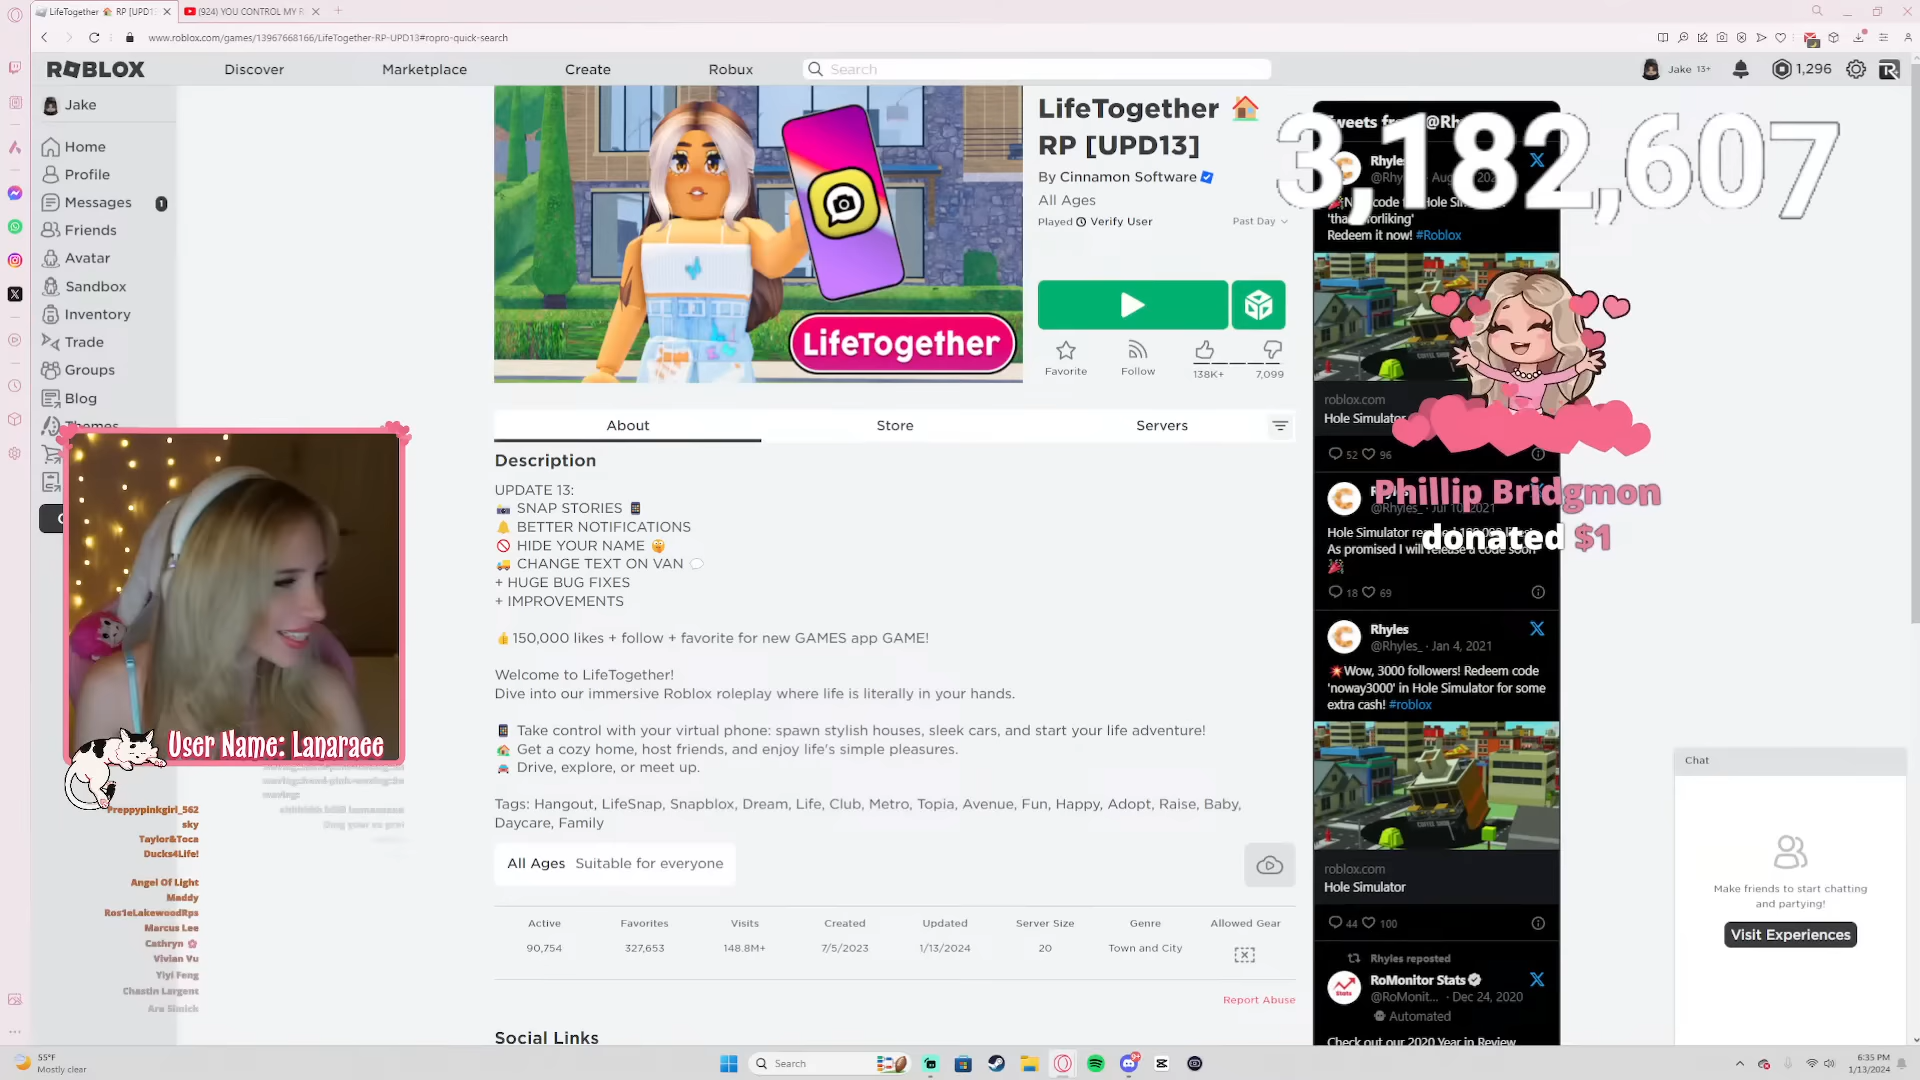 LifeTogether 🏠 RP [UPD13
(924) YOU CONTROL MY R
www.roblox.com/games/13967668166/LifeTogether-RP-UPD13#ropro-quick-search
ROBLOX
Discover
Marketplace
Create
Robux
Search
Jake 13+
1,296
Jake
Home
Profile
Messages
1
Friends
Avatar
Sandbox
Inventory
Trade
Groups
Blog
Themes
LifeTogether
LifeTogether 🏠
RP [UPD13]
By Cinnamon Software
All Ages
Played Verify User
Past Day
Favorite
Follow
138K+
7,099
About
Store
Servers
Description
UPDATE 13:
📸 SNAP STORIES 📱
🔔 BETTER NOTIFICATIONS
🚫 HIDE YOUR NAME 🤫
🚚 CHANGE TEXT ON VAN 💬
+ HUGE BUG FIXES
+ IMPROVEMENTS
👍 150,000 likes + follow + favorite for new GAMES app GAME!
Welcome to LifeTogether!
Dive into our immersive Roblox roleplay where life is literally in your hands.
📱 Take control with your virtual phone: spawn stylish houses, sleek cars, and start your life adventure!
🏠 Get a cozy home, host friends, and enjoy life's simple pleasures.
🚘 Drive, explore, or meet up.
Tags: Hangout, LifeSnap, Snapblox, Dream, Life, Club, Metro, Topia, Avenue, Fun, Happy, Adopt, Raise, Baby,
Daycare, Family
All Ages Suitable for everyone
Active
Favorites
Visits
Created
Updated
Server Size
Genre
Allowed Gear
90,754
327,653
148.8M+
7/5/2023
1/13/2024
20
Town and City
Report Abuse
Social Links
3,182,607
Redeem it now! #Roblox
roblox.com
Hole Simulator
52 96
Phillip Bridgmon
donated $1
@Rhyles_ · Jul 10, 2021
As promised I will release a code soon
18 69
Rhyles
@Rhyles_ · Jan 4, 2021
💥Wow, 3000 followers! Redeem code
'noway3000' in Hole Simulator for some
extra cash! #roblox
roblox.com
Hole Simulator
44 100
Rhyles reposted
RoMonitor Stats
@RoMonit... · Dec 24, 2020
Automated
Check out our 2020 Year in Review
Chat
Make friends to start chatting
and partying!
Visit Experiences
User Name: Lanaraee
Preppypinkgirl_562
sky
Taylor&Toca
Ducks4Life!
Angel Of Light
Maddy
Ros1eLakewoodRps
Marcus Lee
Cathryn 🌸
Vivian Vu
Yiyi Feng
Chastin Largent
Ara Simick
55°F
Mostly clear
Search
6:35 PM
1/13/2024